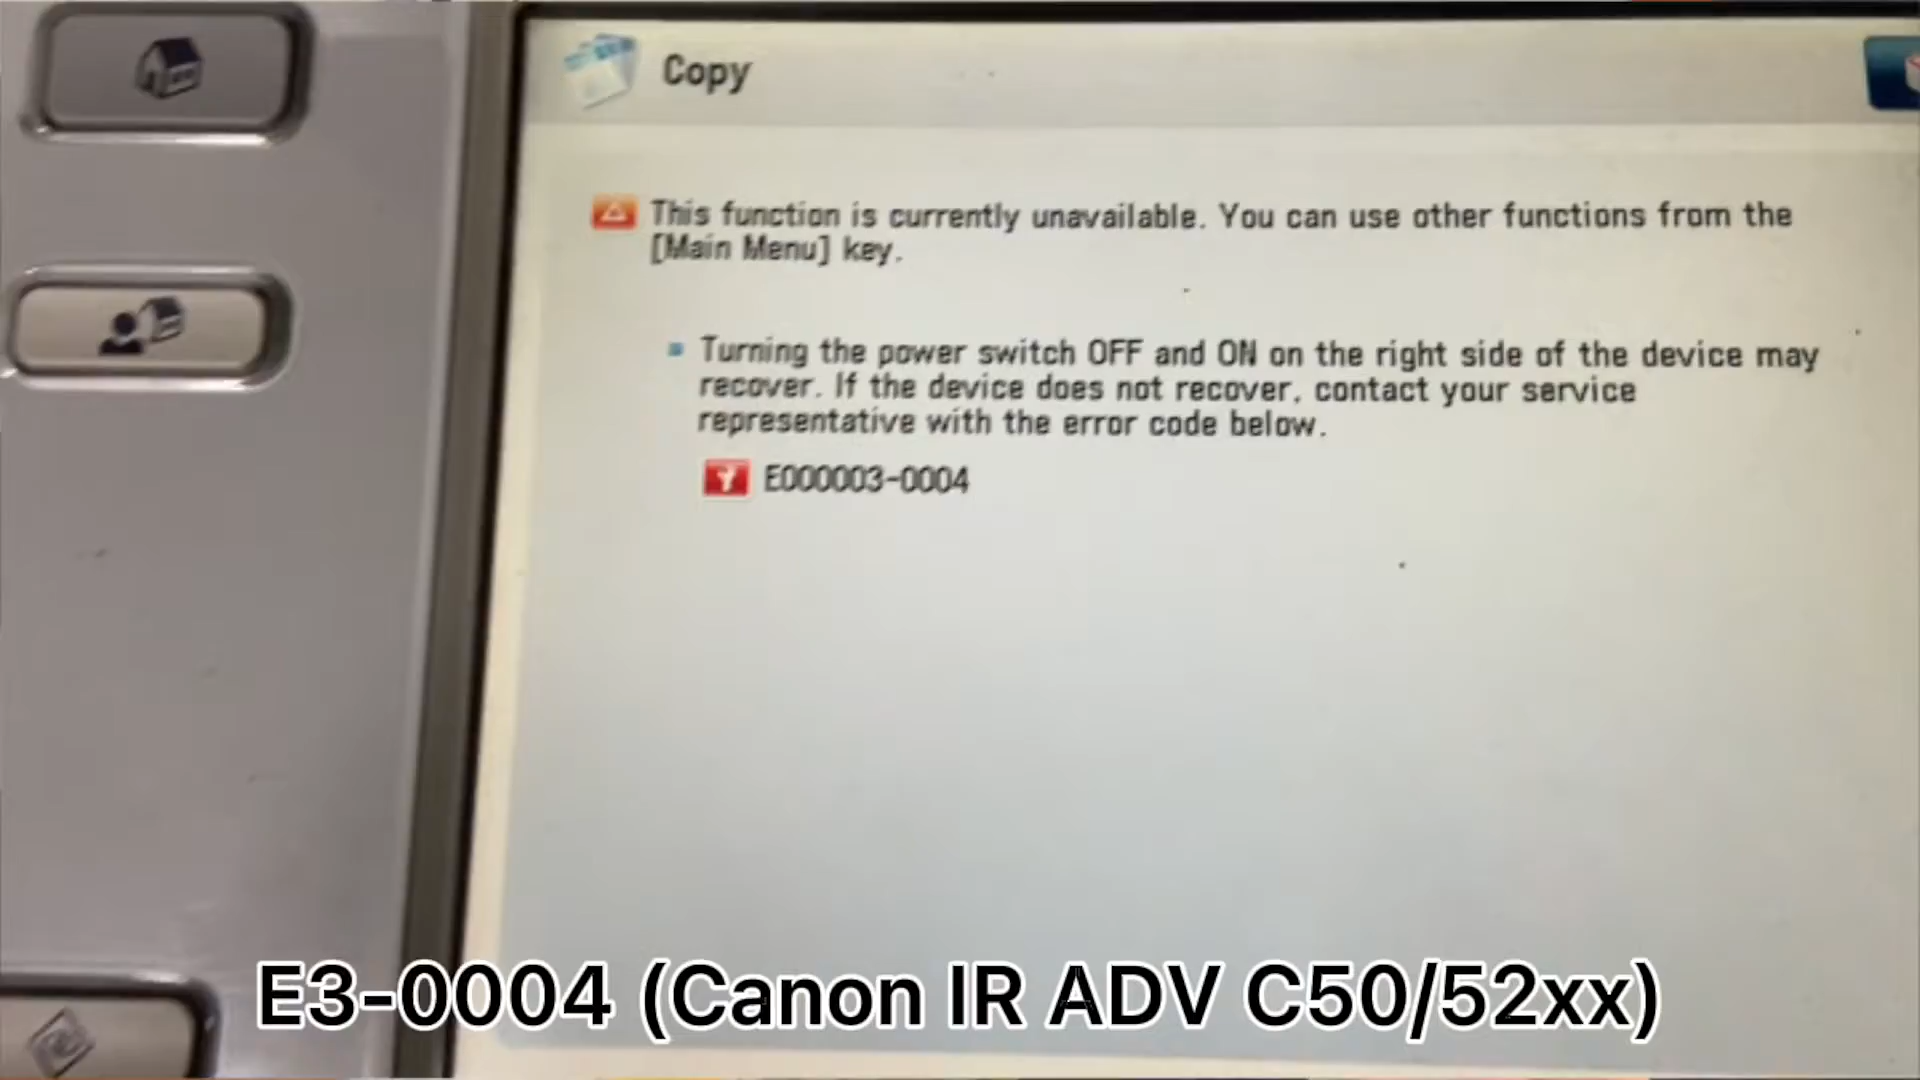 Copy
This function is currently unavailable. You can use other functions from the
[Main Menu] key.
Turning the power switch OFF and ON on the right side of the device may
recover. If the device does not recover, contact your service
representative with the error code below.
E000003-0004
E3-0004 (Canon IR ADV C50/52xx)